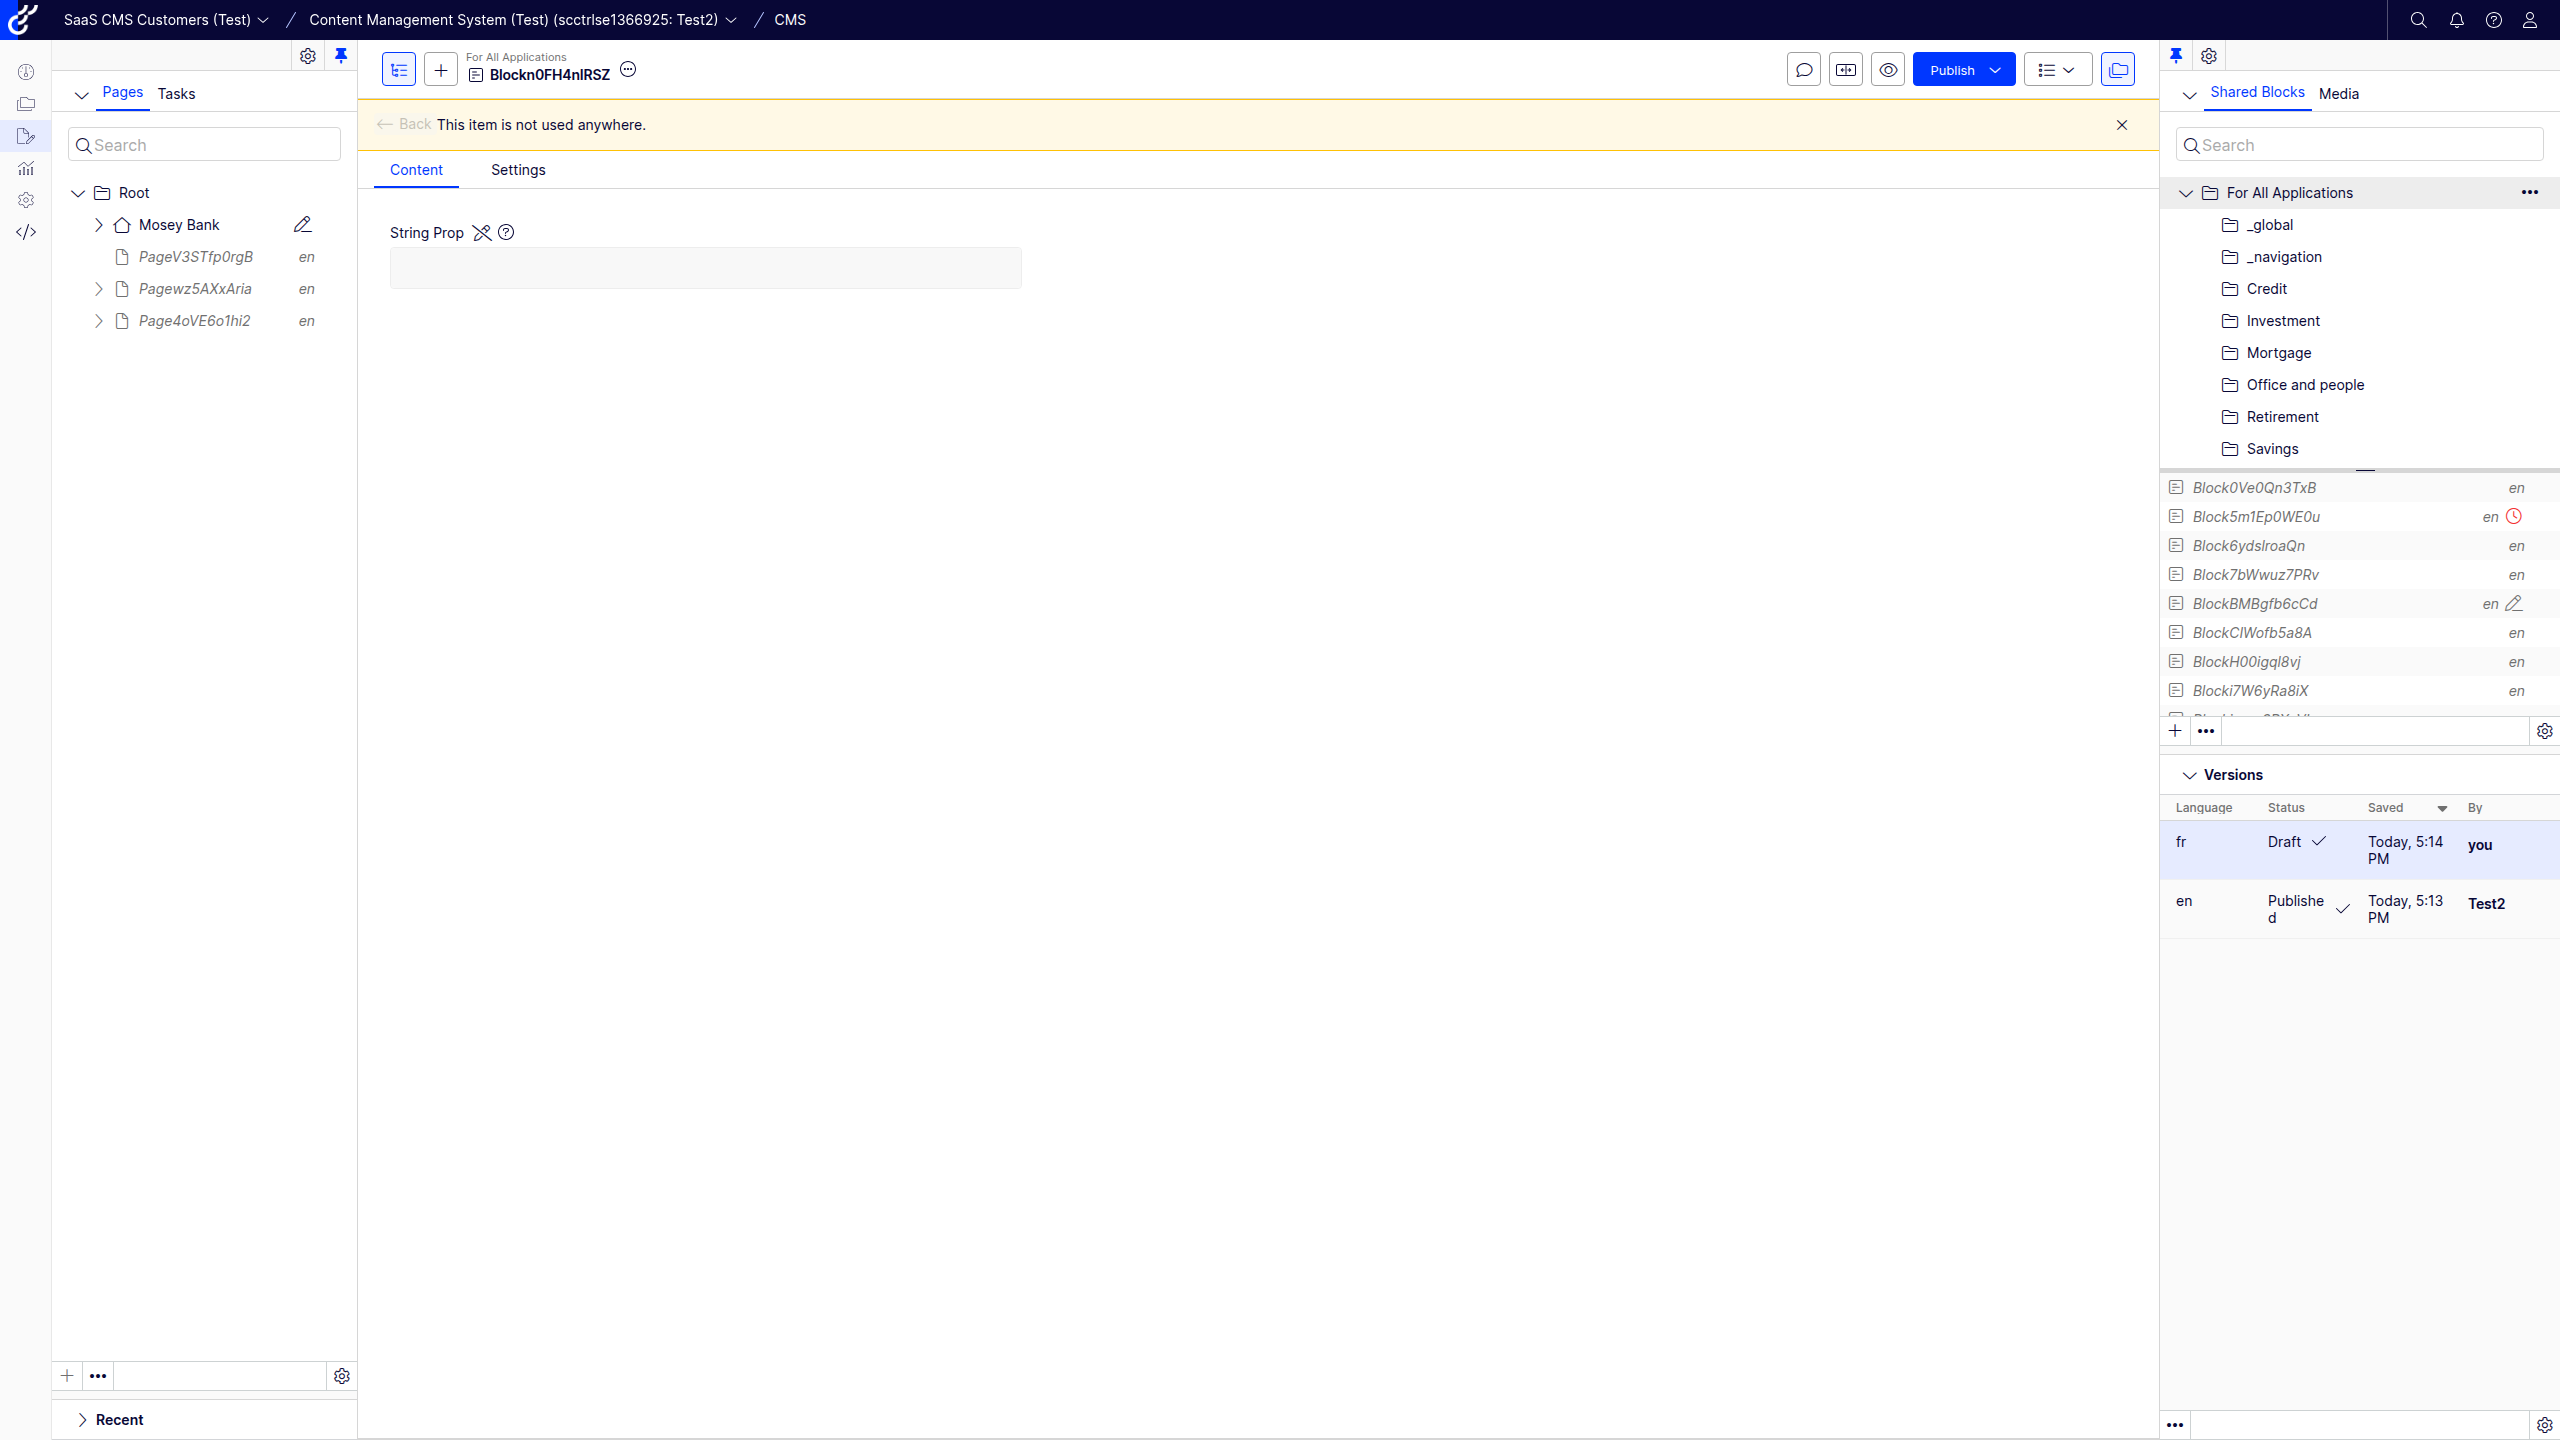 SaaS CMS Customers (Test) / Content Management System (Test) (scctrlse1366925: Test2) / CMS
Pages Tasks
Search
Root
Mosey Bank
PageV3STfp0rgB en
Pagewz5AXxAria en
Page4oVE6o1hi2 en
Recent
For All Applications
Blockn0FH4nlRSZ
Publish
Back This item is not used anywhere.
Content Settings
String Prop
Shared Blocks Media
Search
For All Applications
_global
_navigation
Credit
Investment
Mortgage
Office and people
Retirement
Savings
Block0Ve0Qn3TxB en
Block5m1Ep0WE0u en
Block6ydslroaQn en
Block7bWwuz7PRv en
BlockBMBgfb6cCd en
BlockClWofb5a8A en
BlockH00igql8vj en
Blocki7W6yRa8iX en
Versions
Language Status Saved By
fr Draft Today, 5:14 PM you
en Published Today, 5:13 PM Test2